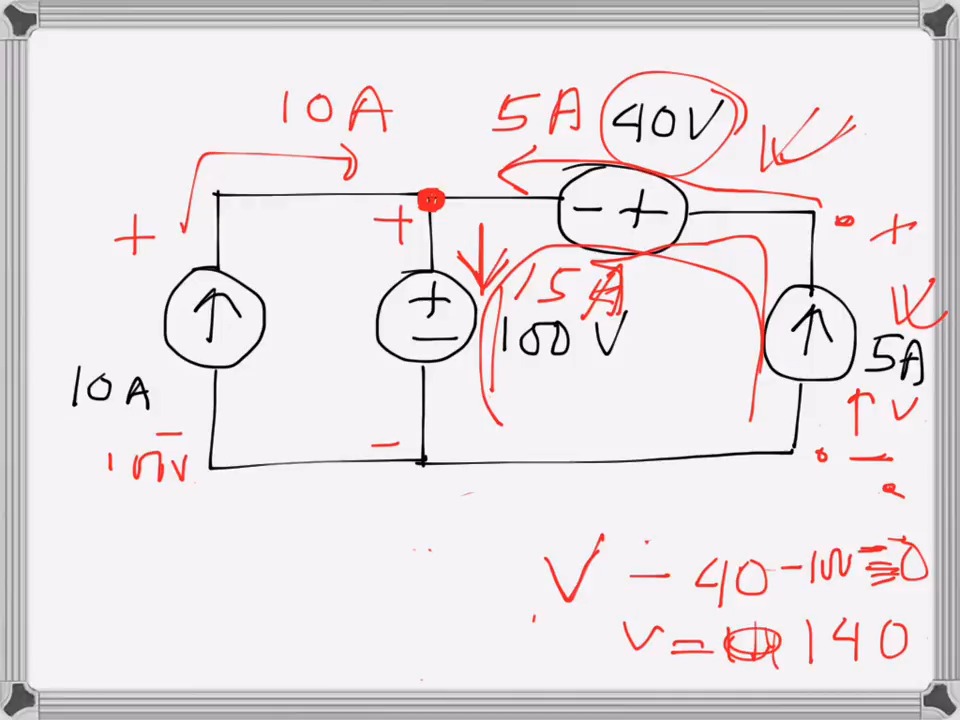 10A 5A 40V
+ + - + +
+
15A
-
100V
5A
10A
V
- - -
V - 40 - 100 = 0
V = 140